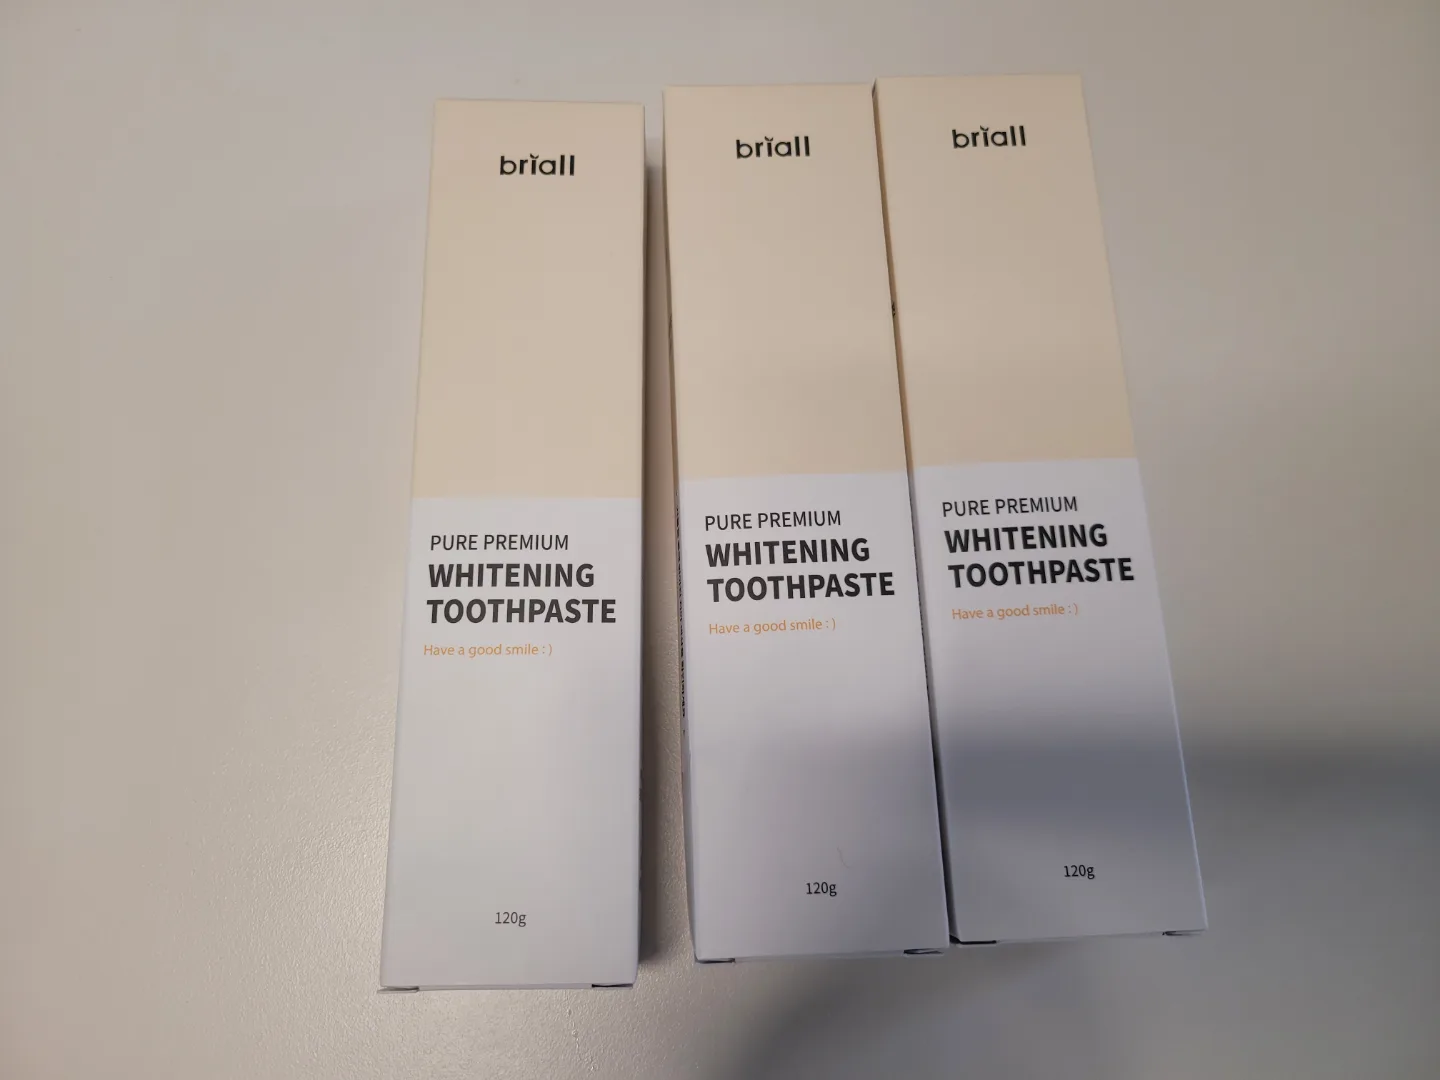 briall
PURE PREMIUM
WHITENING
TOOTHPASTE
Have a good smile : )
120g
briall
PURE PREMIUM
WHITENING
TOOTHPASTE
Have a good smile : )
120g
briall
PURE PREMIUM
WHITENING
TOOTHPASTE
Have a good smile : )
120g